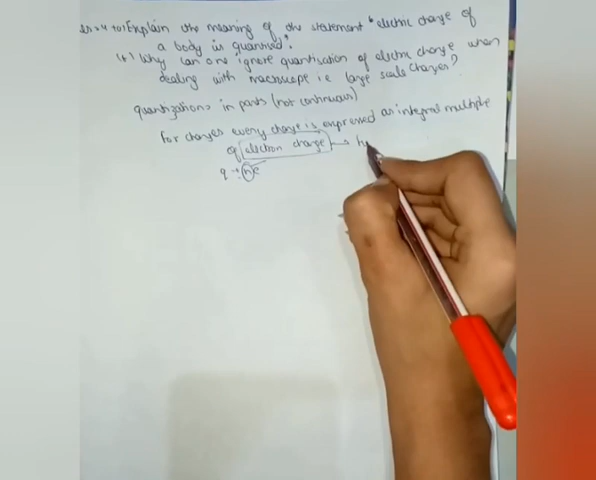 (a) Explain the meaning of the statement "electric charge of
a body is quantised".
(b) Why can one ignore quantisation of electric charge when
dealing with macroscopic i.e large scale charges?
quantization→ in parts (not continuous)
for charges every charge is expressed as integral multiple
of electron charge →
q → ne